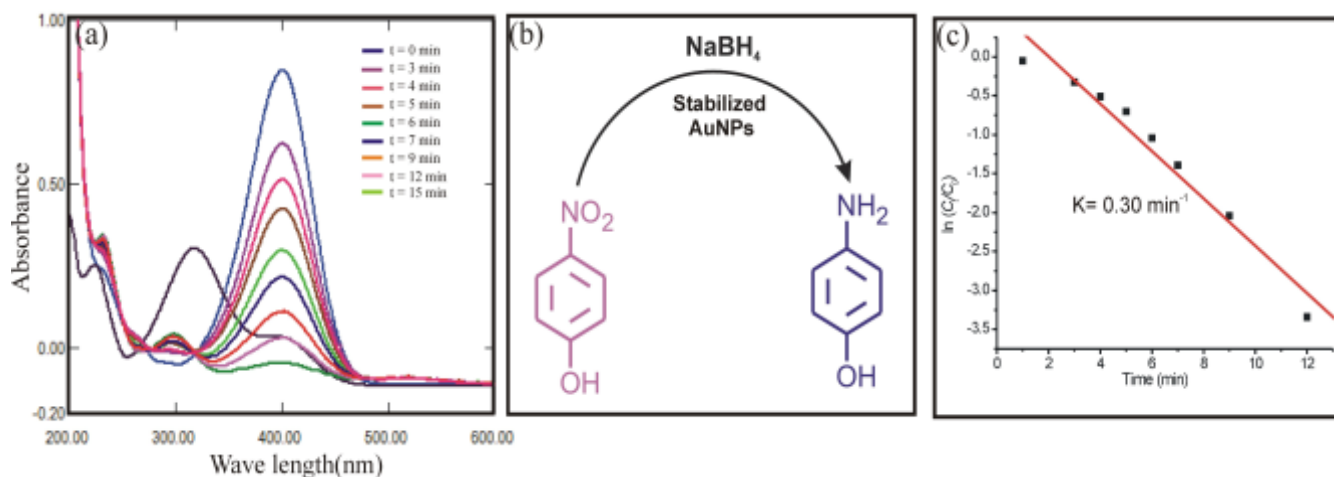 (a)
1.00
0.50
0.00
-0.20
200.00 300.00 400.00 500.00 600.00
Absorbance
Wave length(nm)
t = 0 min
t = 3 min
t = 4 min
t = 5 min
t = 6 min
t = 7 min
t = 9 min
t = 12 min
t = 15 min
(b)
NaBH4
Stabilized
AuNPs
NO2
OH
NH2
OH
(c)
0.0
-0.5
-1.0
-1.5
-2.0
-2.5
-3.0
-3.5
0 2 4 6 8 10 12
Time (min)
K= 0.30 min-1